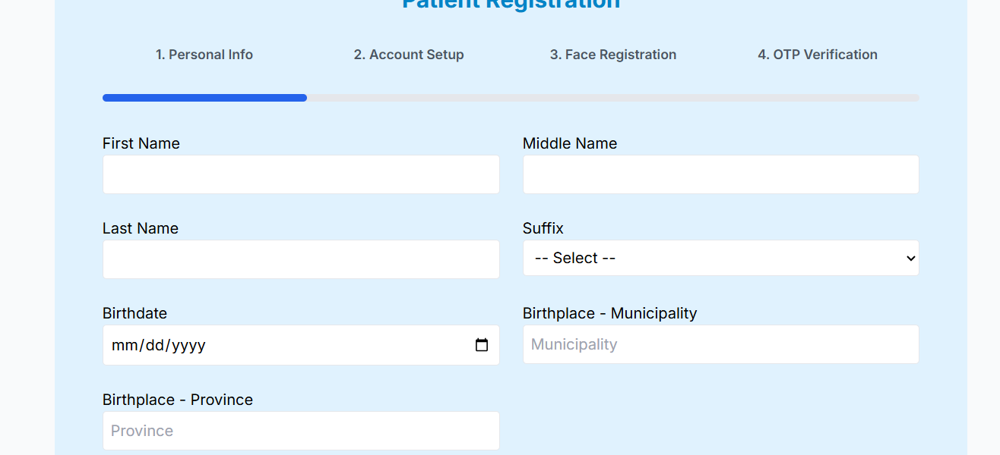 Patient Registration
1. Personal Info
2. Account Setup
3. Face Registration
4. OTP Verification
First Name
Middle Name
Last Name
Suffix
-- Select --
Birthdate
Birthplace - Municipality
mm/dd/yyyy
Municipality
Birthplace - Province
Province